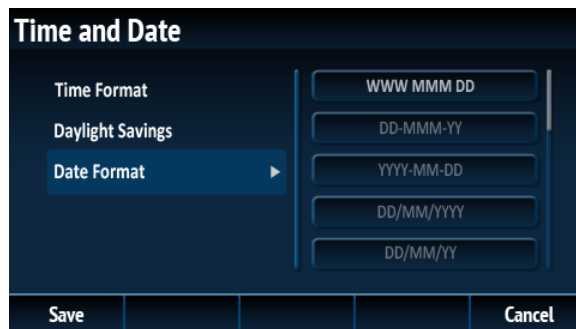 Time and Date
Time Format
Daylight Savings
Date Format
WWW MMM DD
DD-MMM-YY
YYYY-MM-DD
DD/MM/YYYY
DD/MM/YY
Save
Cancel